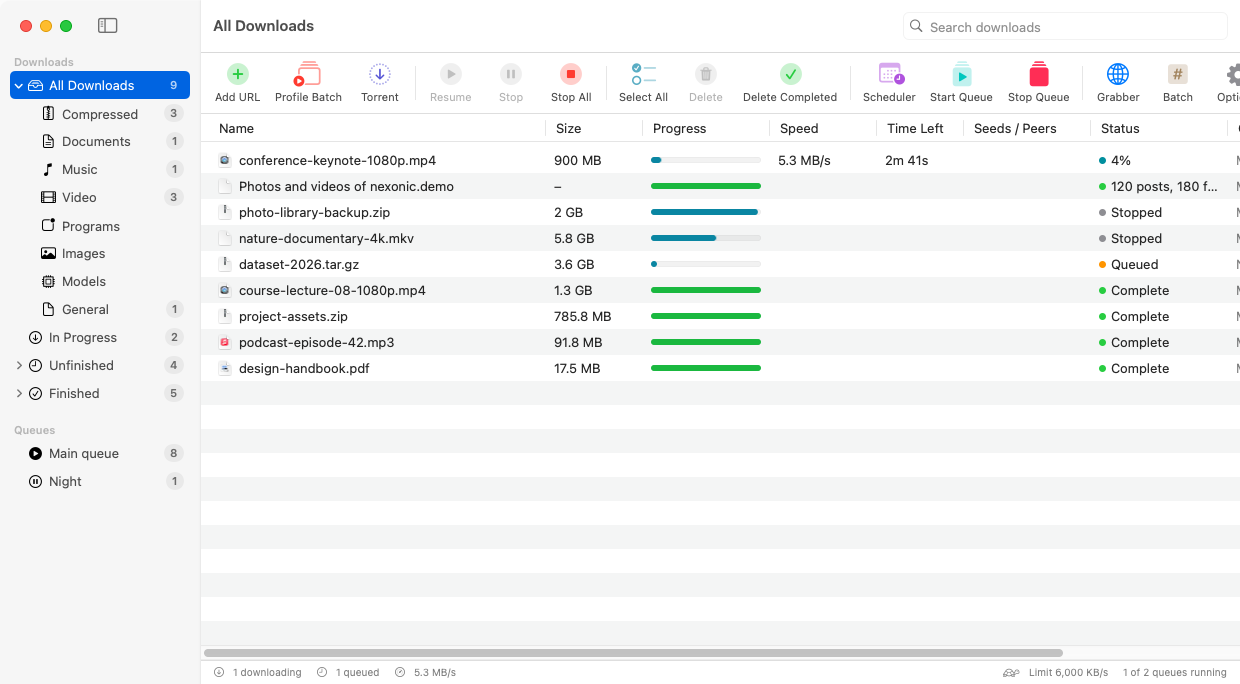 All Downloads
Search downloads
Downloads
All Downloads 9
Compressed 3
Documents 1
Music 1
Video 3
Programs
Images
Models
General 1
In Progress 2
Unfinished 4
Finished 5
Queues
Main queue 8
Night 1
Add URL Profile Batch Torrent Resume Stop Stop All Select All Delete Delete Completed Scheduler Start Queue Stop Queue Grabber # Batch
Name Size Progress Speed Time Left Seeds / Peers Status
conference-keynote-1080p.mp4 900 MB 5.3 MB/s 2m 41s 4%
Photos and videos of nexonic.demo – 120 posts, 180 f...
photo-library-backup.zip 2 GB Stopped
nature-documentary-4k.mkv 5.8 GB Stopped
dataset-2026.tar.gz 3.6 GB Queued
course-lecture-08-1080p.mp4 1.3 GB Complete
project-assets.zip 785.8 MB Complete
podcast-episode-42.mp3 91.8 MB Complete
design-handbook.pdf 17.5 MB Complete
1 downloading 1 queued 5.3 MB/s Limit 6,000 KB/s 1 of 2 queues running